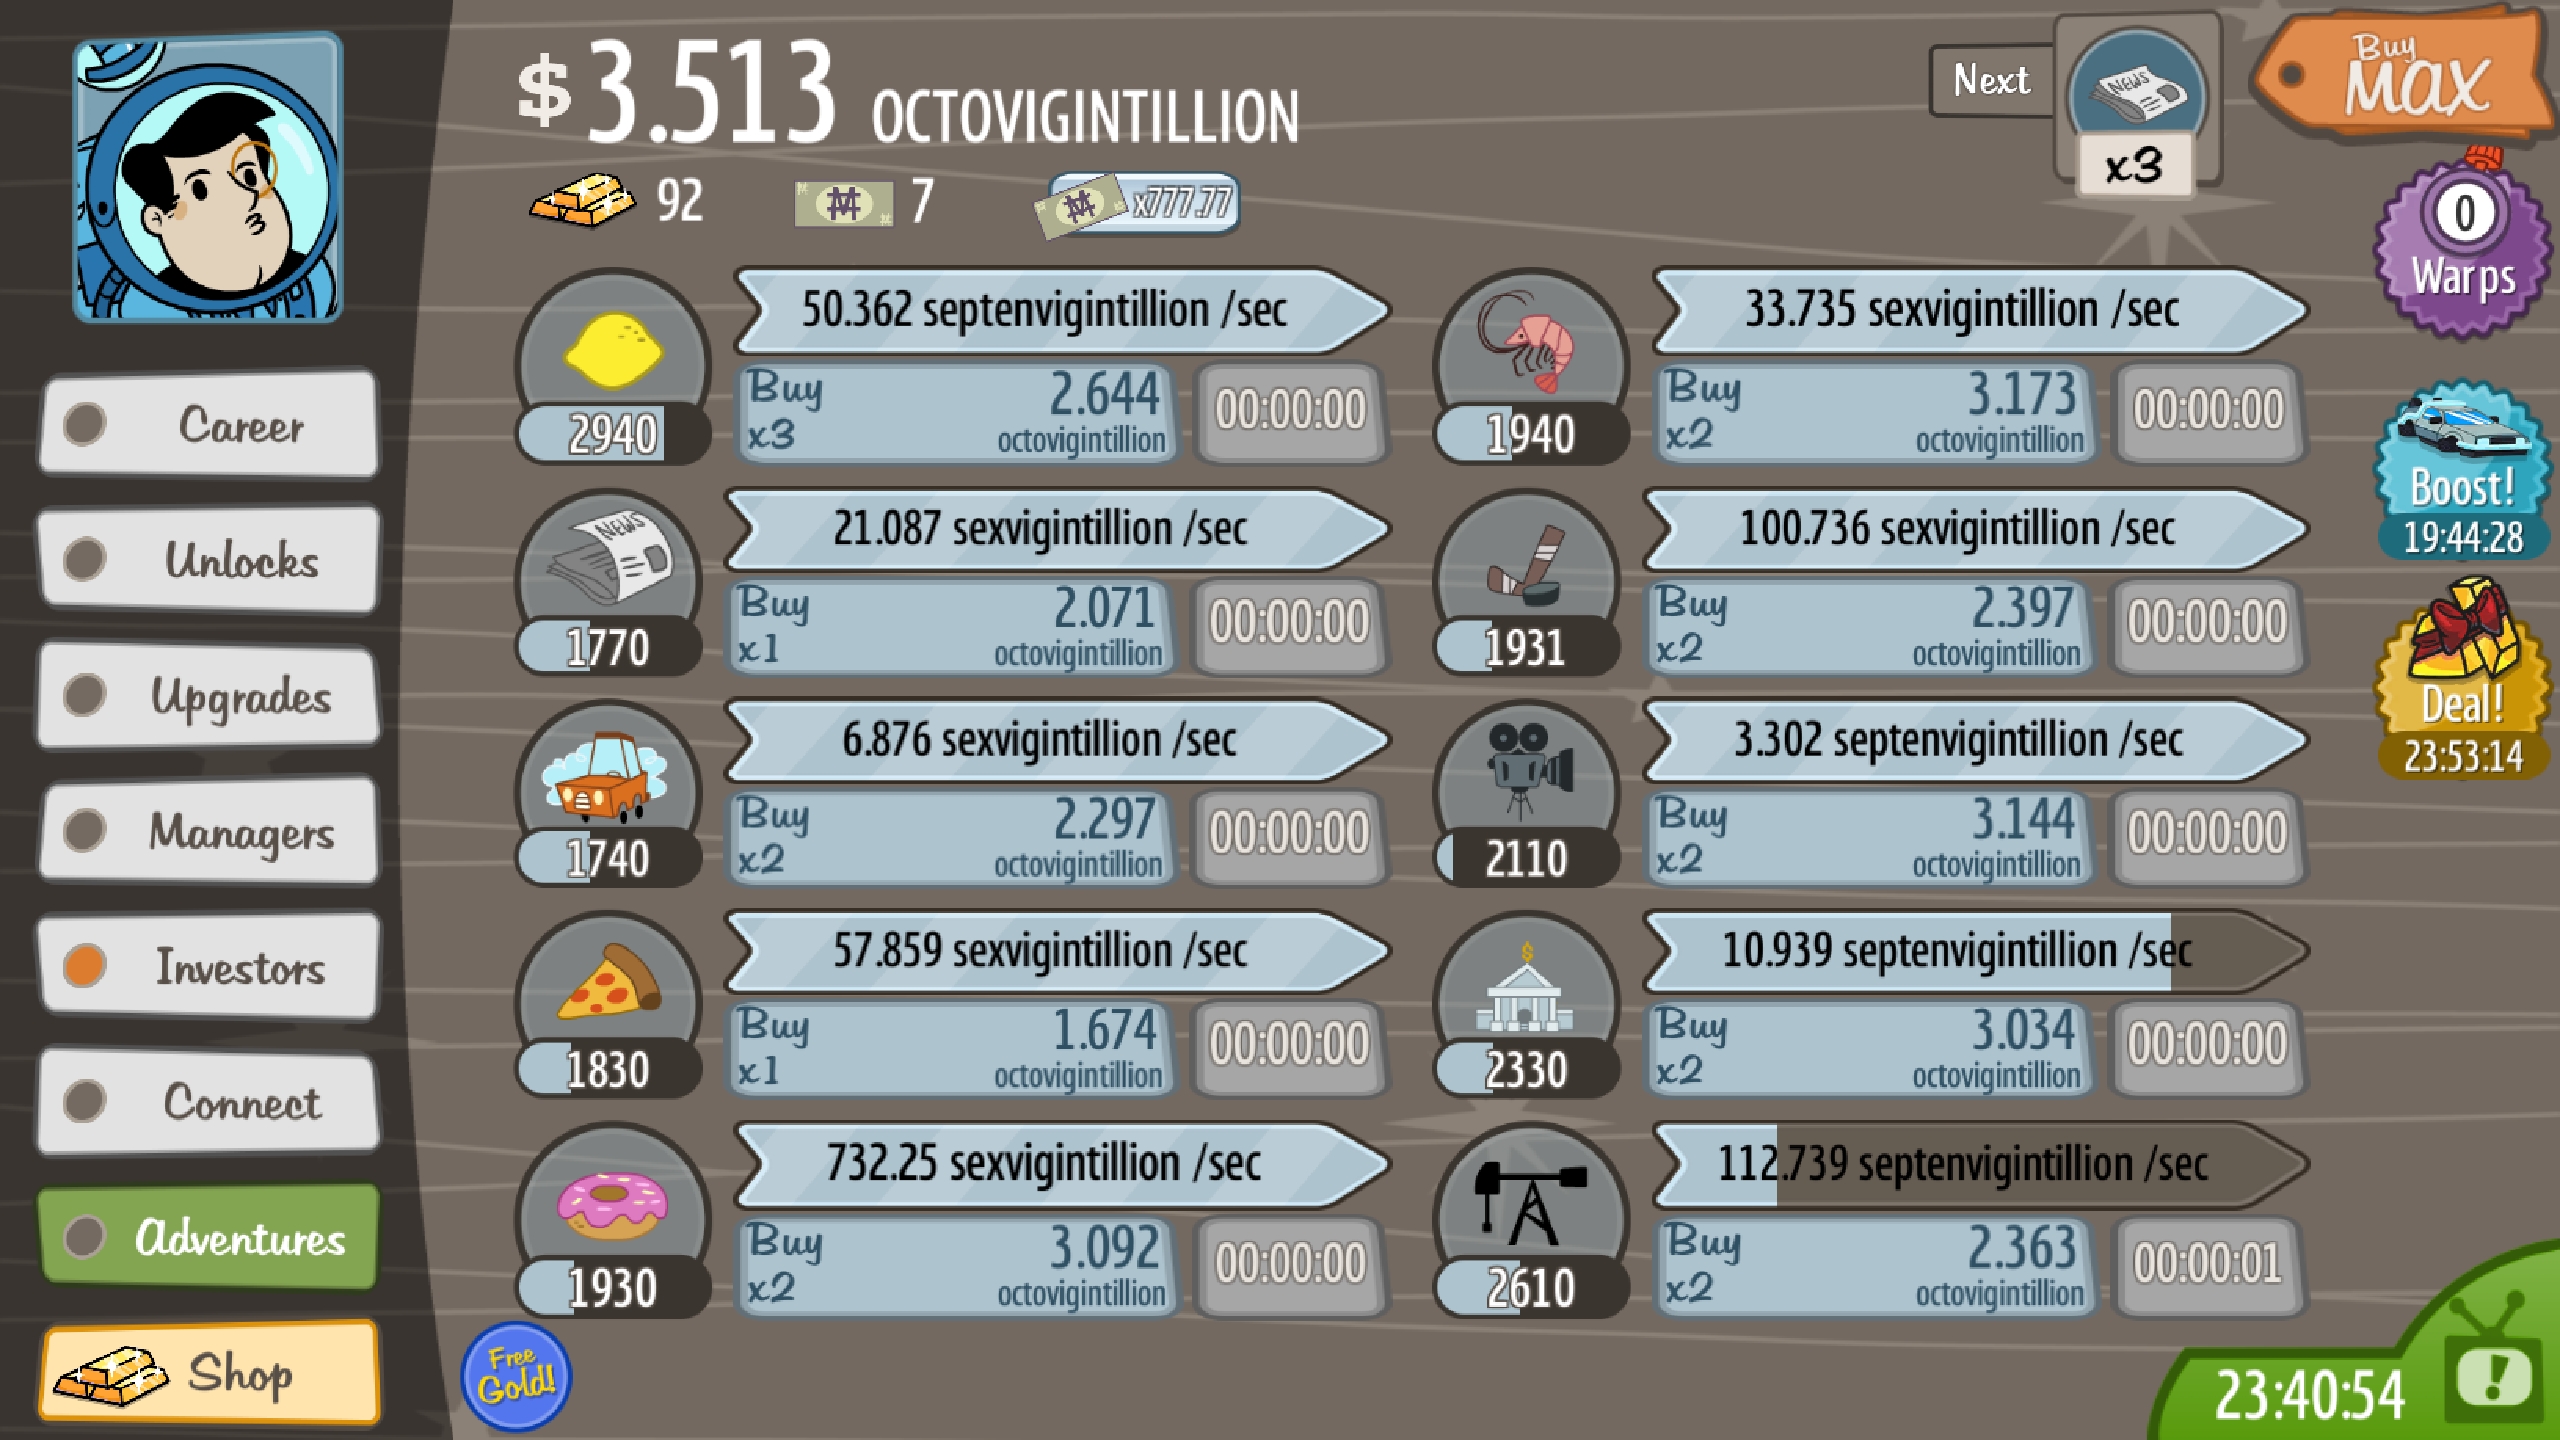 $ 3.513 OCTOVIGINTILLION
Next
x3
Buy
MAX
92
7
x777.77
0
Warps
Boost!
19:44:28
Deal!
23:53:14
Career
Unlocks
Upgrades
Managers
Investors
Connect
Adventures
Shop
50.362 septenvigintillion /sec
2940
Buy 2.644
x3 octovigintillion
00:00:00
NEWS
21.087 sexvigintillion /sec
1770
Buy 2.071
x1 octovigintillion
00:00:00
6.876 sexvigintillion /sec
1740
Buy 2.297
x2 octovigintillion
00:00:00
57.859 sexvigintillion /sec
1830
Buy 1.674
x1 octovigintillion
00:00:00
732.25 sexvigintillion /sec
1930
Buy 3.092
x2 octovigintillion
00:00:00
33.735 sexvigintillion /sec
1940
Buy 3.173
x2 octovigintillion
00:00:00
100.736 sexvigintillion /sec
1931
Buy 2.397
x2 octovigintillion
00:00:00
3.302 septenvigintillion /sec
2110
Buy 3.144
x2 octovigintillion
00:00:00
$
10.939 septenvigintillion /sec
2330
Buy 3.034
x2 octovigintillion
00:00:00
112.739 septenvigintillion /sec
2610
Buy 2.363
x2 octovigintillion
00:00:01
Free
Gold!
23:40:54
!
NEWS